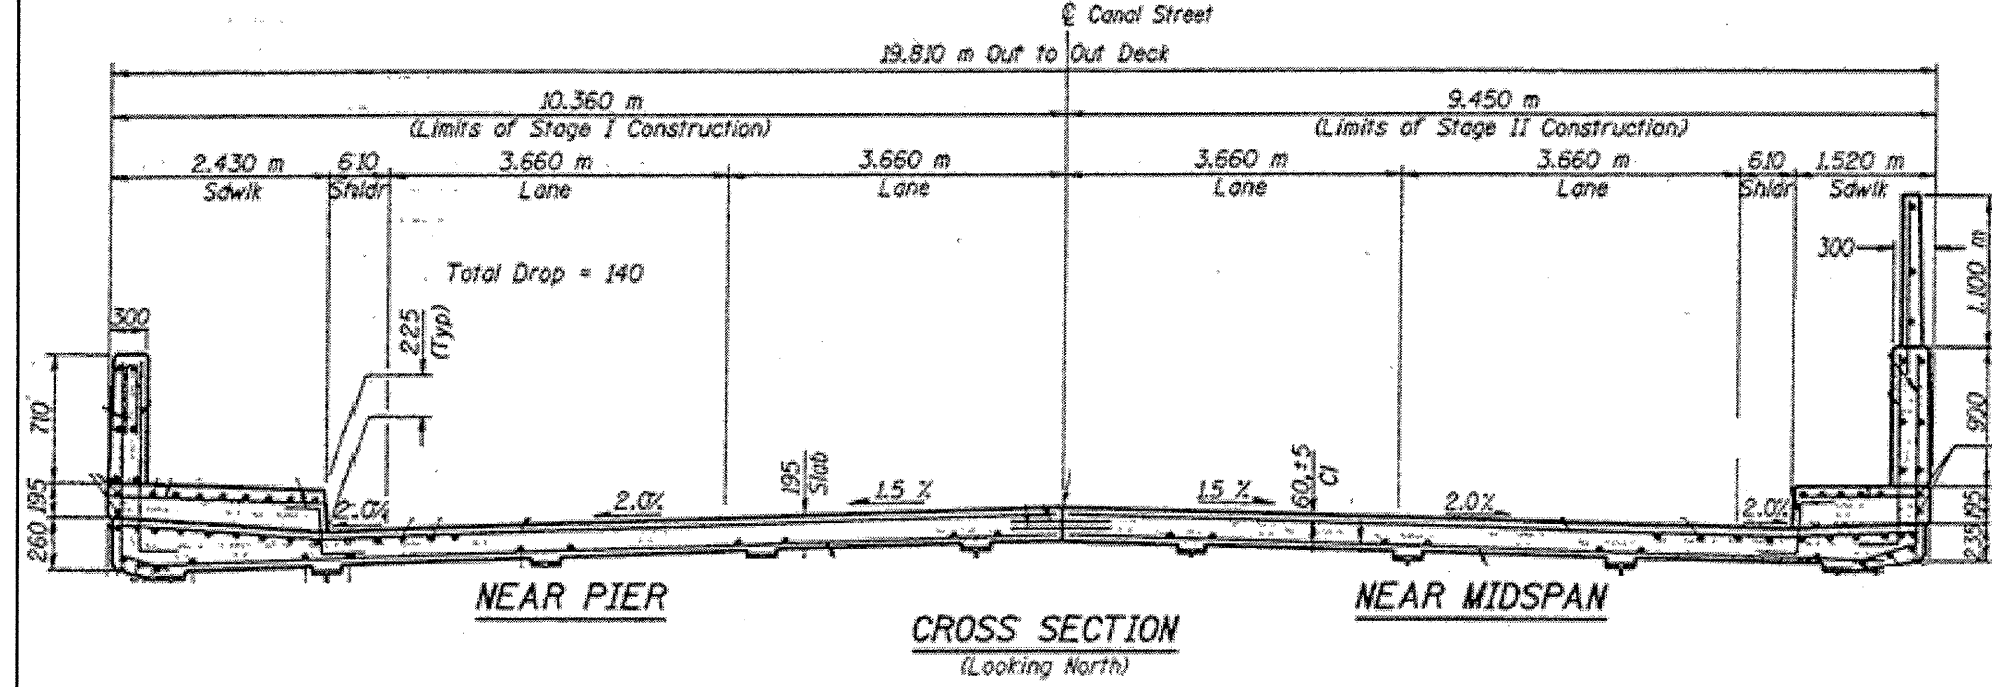 ℄ Canal Street
19.810 m Out to Out Deck
10.360 m
(Limits of Stage I Construction)
9.450 m
(Limits of Stage II Construction)
2.430 m
Sdwlk
610
Shldr
3.660 m
Lane
3.660 m
Lane
3.660 m
Lane
3.660 m
Lane
610
Shldr
1.520 m
Sdwlk
300
1.100 m
Total Drop = 140
300
225
(Typ)
710
195
260
2.0%
2.0%
195
Slab
1.5 %
1.5 %
60,±5
Cl
2.0%
2.0%
195
235
NEAR PIER
NEAR MIDSPAN
CROSS SECTION
(Looking North)